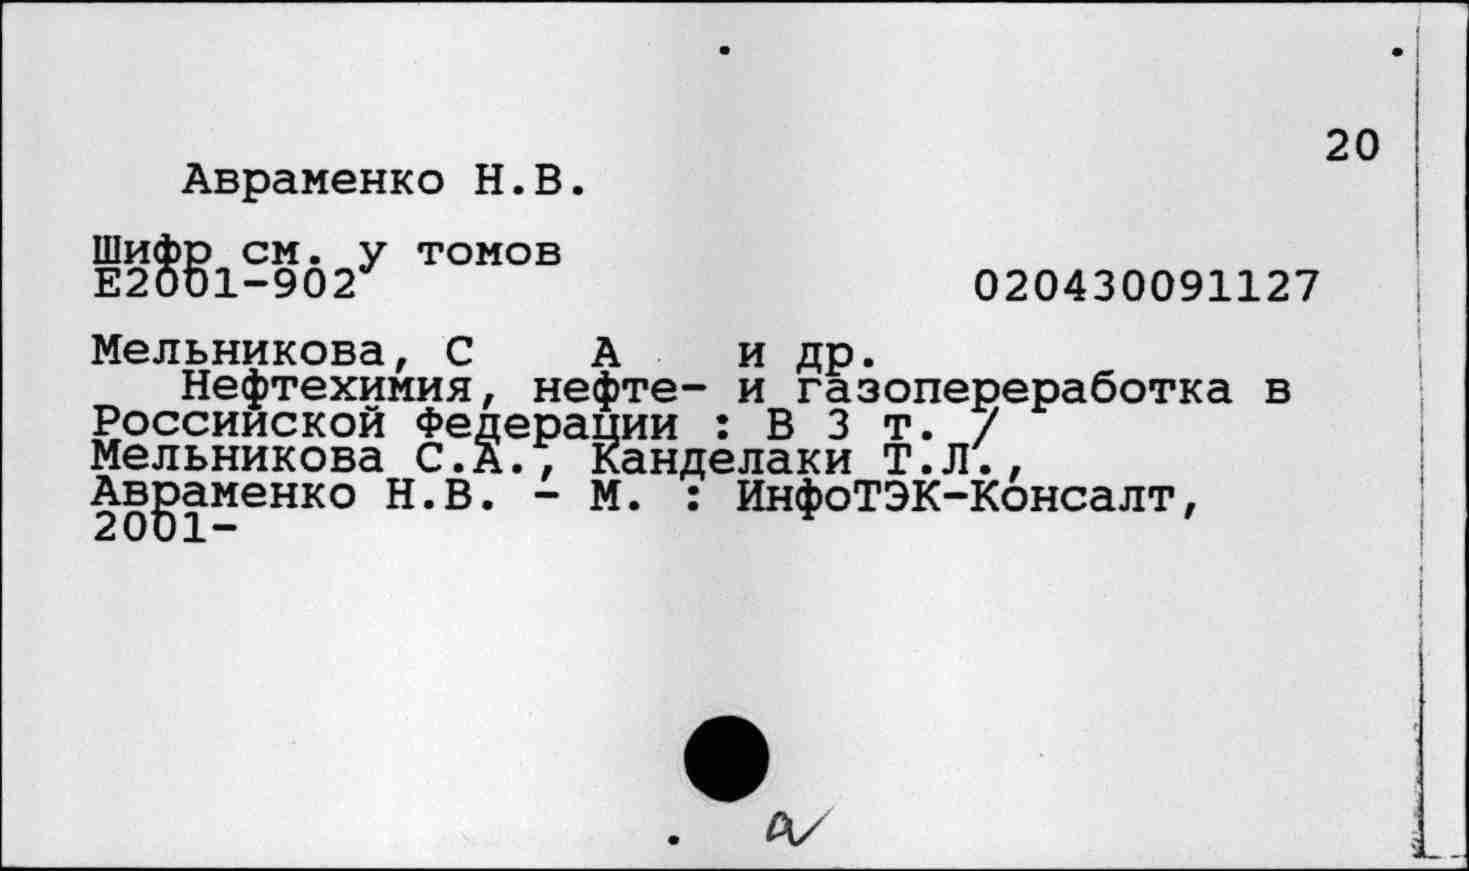 20
Авраменко Н.В.
Шифр см. у томов
Е2001-902
020430091127
Мельникова, С А и др.
Нефтехимия, нефте- и газопереработка в
Российской Федерации : В 3 т. /
Мельникова С.А., Канделаки Т.Л.,
Авраменко Н.В. - М. : ИнфоТЭК-Консалт,
2001-